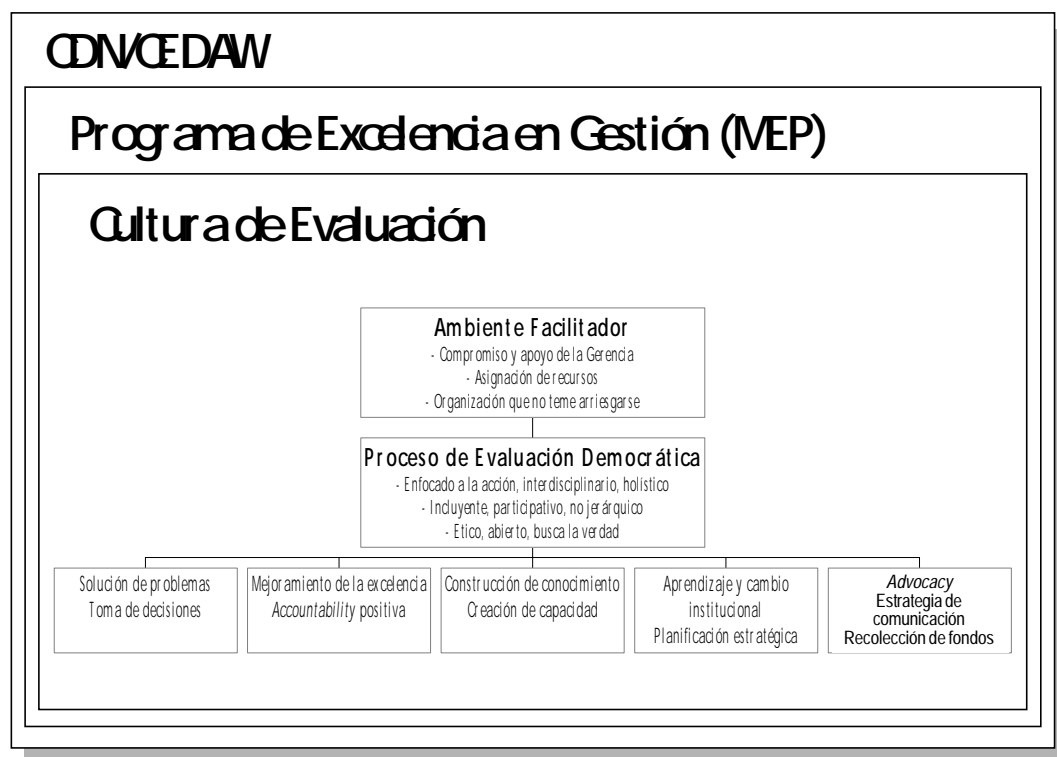 CDN/CEDAW
Programa de Excelencia en Gestión (MEP)
Cultura de Evaluación
Ambiente Facilitador
- Compromiso y apoyo de la Gerencia
- Asignación de recursos
- Organización que no teme arriesgarse
Proceso de Evaluación Democrática
- Enfocado a la acción, interdisciplinario, holístico
- Incluyente, participativo, no jerárquico
- Etico, abierto, busca la verdad
Solución de problemas
Toma de decisiones
Mejoramiento de la excelencia
Accountability positiva
Construcción de conocimiento
Creación de capacidad
Aprendizaje y cambio
institucional
Planificación estratégica
Advocacy
Estrategia de
comunicación
Recolección de fondos